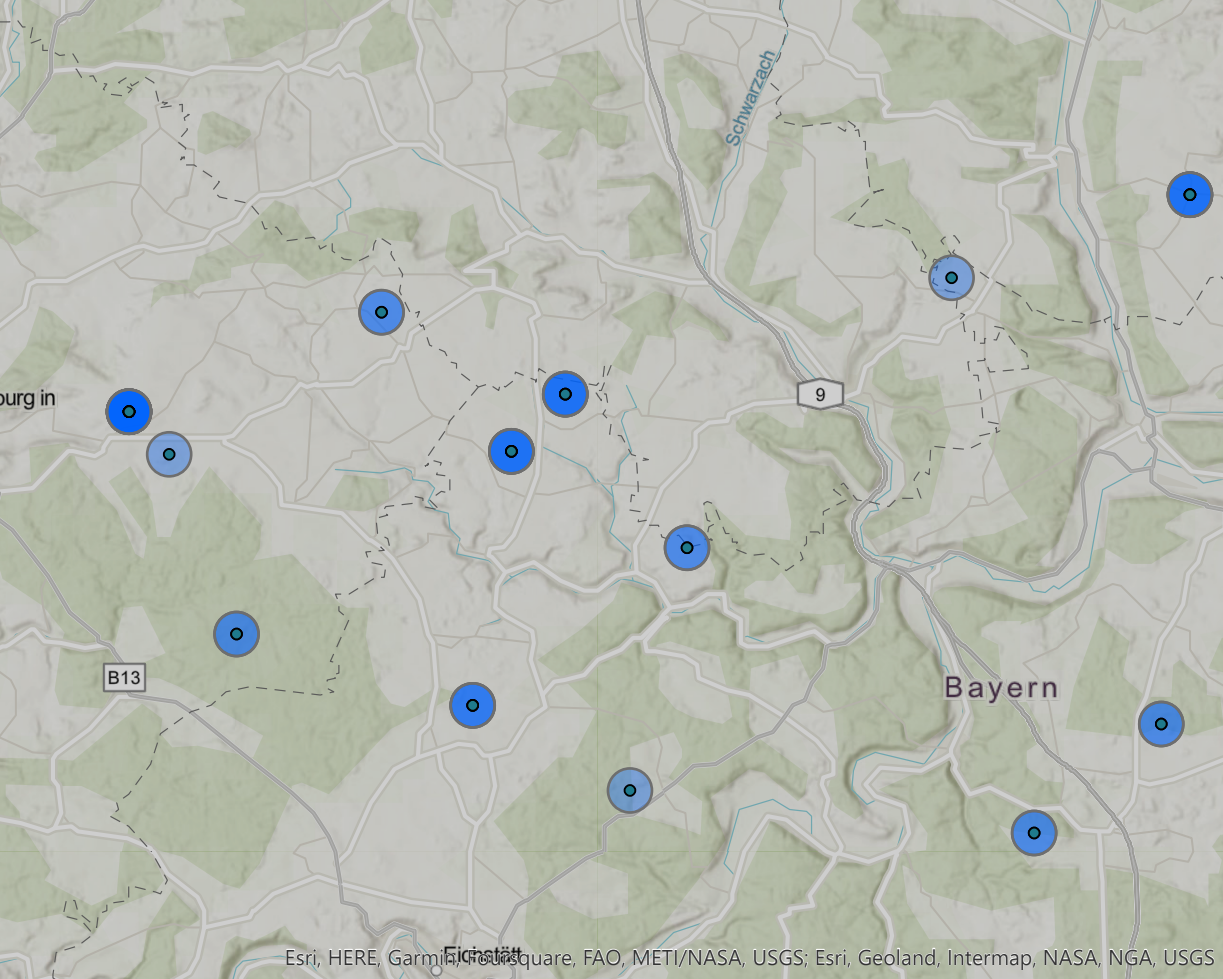 Schwarzach
burg in
9
B13
Bayern
Eichstätt
Esri, HERE, Garmin, Foursquare, FAO, METI/NASA, USGS; Esri, Geoland, Intermap, NASA, NGA, USGS